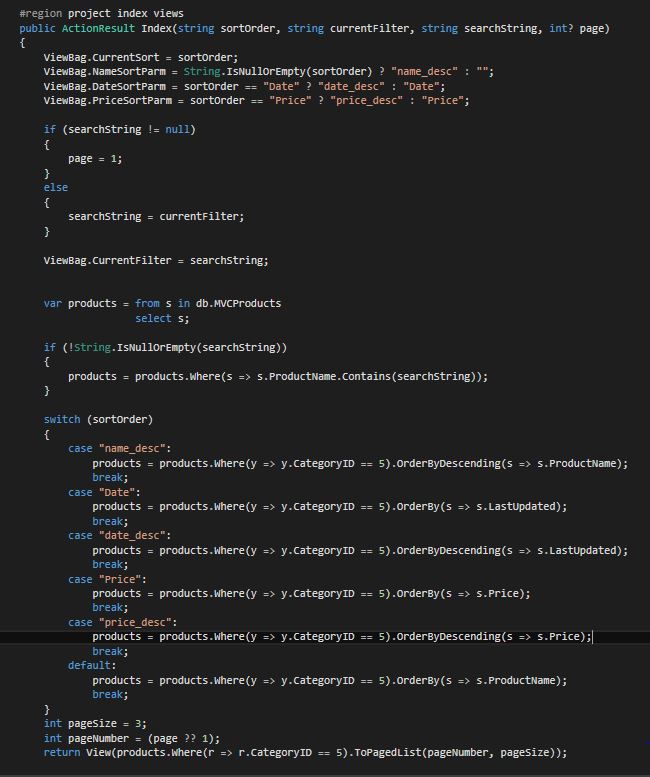 #region project index views
public ActionResult Index(string sortOrder, string currentFilter, string searchString, int? page)
{
    ViewBag.CurrentSort = sortOrder;
    ViewBag.NameSortParm = String.IsNullOrEmpty(sortOrder) ? "name_desc" : "";
    ViewBag.DateSortParm = sortOrder == "Date" ? "date_desc" : "Date";
    ViewBag.PriceSortParm = sortOrder == "Price" ? "price_desc" : "Price";

    if (searchString != null)
    {
        page = 1;
    }
    else
    {
        searchString = currentFilter;
    }

    ViewBag.CurrentFilter = searchString;


    var products = from s in db.MVCProducts
                   select s;

    if (!String.IsNullOrEmpty(searchString))
    {
        products = products.Where(s => s.ProductName.Contains(searchString));
    }

    switch (sortOrder)
    {
        case "name_desc":
            products = products.Where(y => y.CategoryID == 5).OrderByDescending(s => s.ProductName);
            break;
        case "Date":
            products = products.Where(y => y.CategoryID == 5).OrderBy(s => s.LastUpdated);
            break;
        case "date_desc":
            products = products.Where(y => y.CategoryID == 5).OrderByDescending(s => s.LastUpdated);
            break;
        case "Price":
            products = products.Where(y => y.CategoryID == 5).OrderBy(s => s.Price);
            break;
        case "price_desc":
            products = products.Where(y => y.CategoryID == 5).OrderByDescending(s => s.Price);
            break;
        default:
            products = products.Where(y => y.CategoryID == 5).OrderBy(s => s.ProductName);
            break;
    }
    int pageSize = 3;
    int pageNumber = (page ?? 1);
    return View(products.Where(r => r.CategoryID == 5).ToPagedList(pageNumber, pageSize));